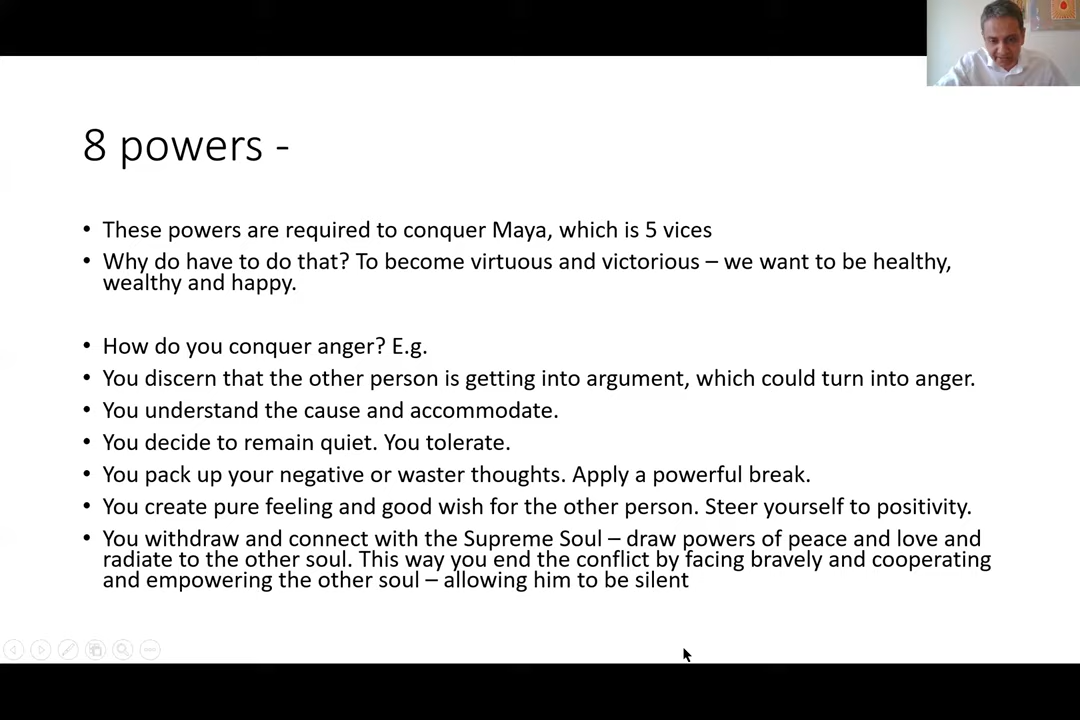 8 powers -
• These powers are required to conquer Maya, which is 5 vices
• Why do have to do that? To become virtuous and victorious – we want to be healthy,
wealthy and happy.
• How do you conquer anger? E.g.
• You discern that the other person is getting into argument, which could turn into anger.
• You understand the cause and accommodate.
• You decide to remain quiet. You tolerate.
• You pack up your negative or waster thoughts. Apply a powerful break.
• You create pure feeling and good wish for the other person. Steer yourself to positivity.
• You withdraw and connect with the Supreme Soul – draw powers of peace and love and
radiate to the other soul. This way you end the conflict by facing bravely and cooperating
and empowering the other soul – allowing him to be silent